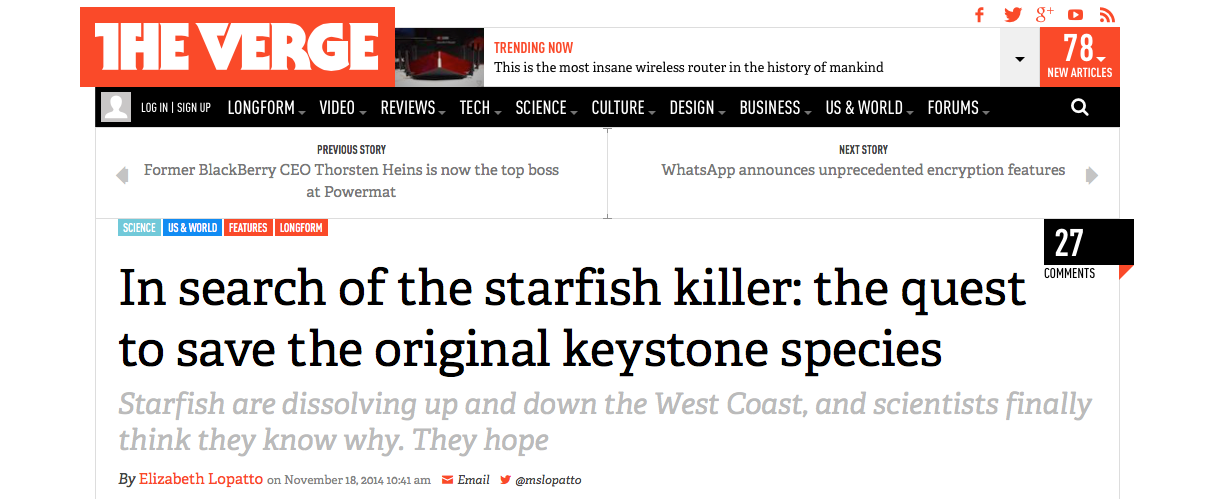 THE VERGE
TRENDING NOW
This is the most insane wireless router in the history of mankind
78
NEW ARTICLES
LOG IN | SIGN UP LONGFORM VIDEO REVIEWS TECH SCIENCE CULTURE DESIGN BUSINESS US & WORLD FORUMS
PREVIOUS STORY
Former BlackBerry CEO Thorsten Heins is now the top boss
at Powermat
NEXT STORY
WhatsApp announces unprecedented encryption features
SCIENCE US & WORLD FEATURES LONGFORM
27
COMMENTS
In search of the starfish killer: the quest
to save the original keystone species
Starfish are dissolving up and down the West Coast, and scientists finally
think they know why. They hope
By Elizabeth Lopatto on November 18, 2014 10:41 am Email @mslopatto